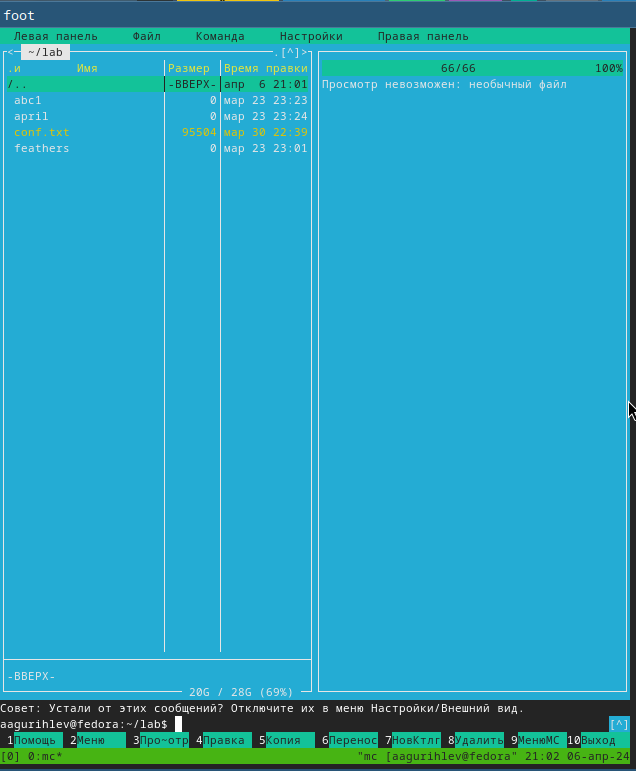 foot
Левая панель Файл Команда Настройки Правая панель
<- ~/lab .[^]>
.и Имя Размер Время правки
/.. -ВВЕРХ- апр 6 21:01
abc1 0 мар 23 23:23
april 0 мар 23 23:24
conf.txt 95504 мар 30 22:39
feathers 0 мар 23 23:01
-ВВЕРХ-
20G / 28G (69%)
66/66 100%
Просмотр невозможен: необычный файл
Совет: Устали от этих сообщений? Отключите их в меню Настройки/Внешний вид.
aagurihlev@fedora:~/lab$ [^]
1Помощь 2Меню 3Про~отр 4Правка 5Копия 6Перенос 7НовКтлг 8Удалить 9МенюMC 10Выход
[0] 0:mc* "mc [aagurihlev@fedora" 21:02 06-апр-24